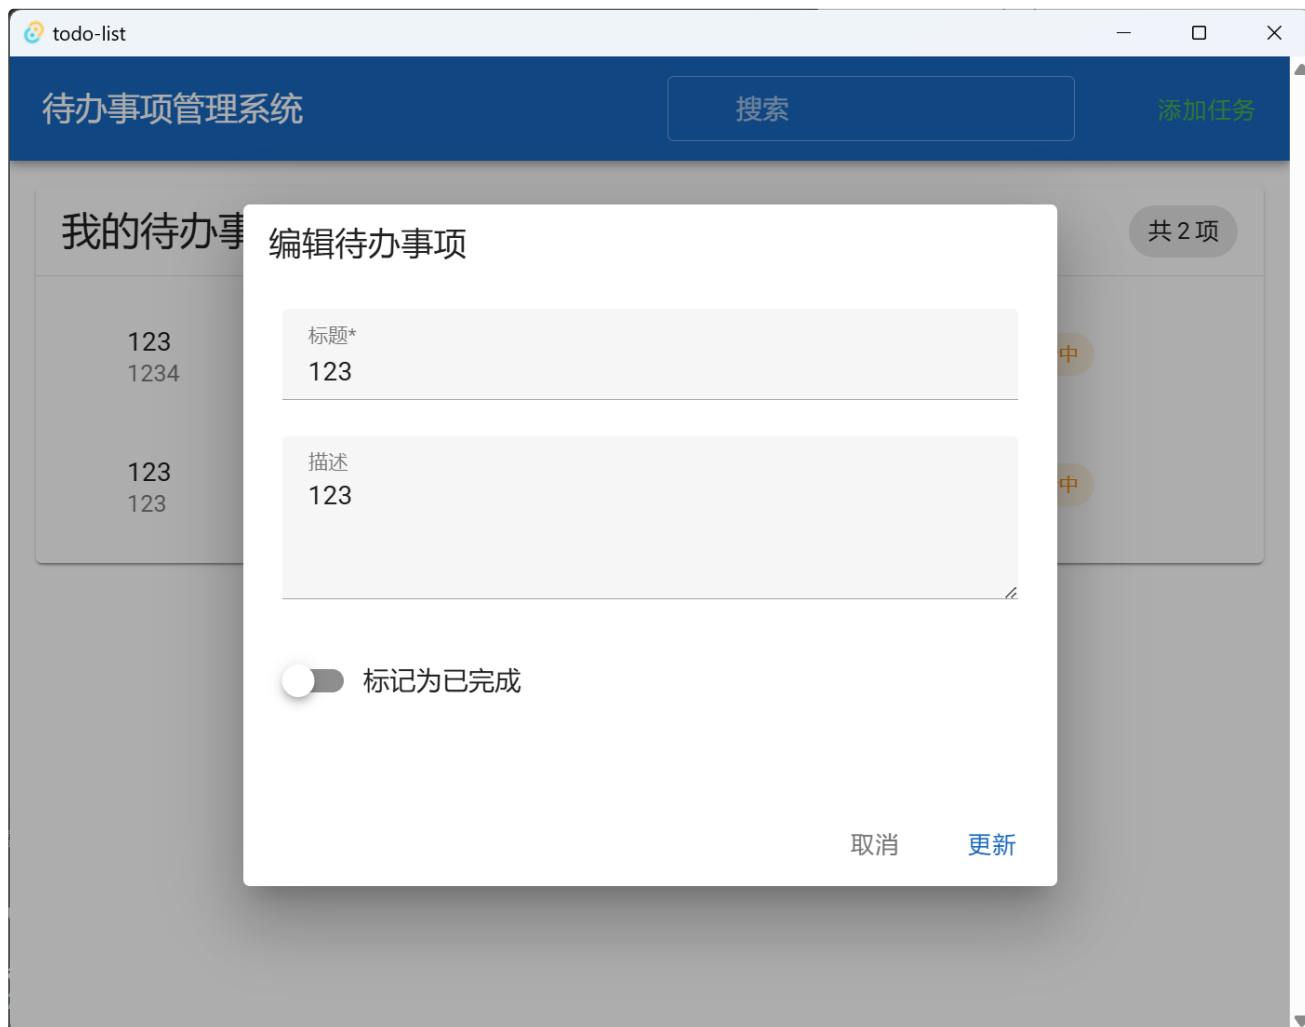 todo-list
待办事项管理系统
搜索
添加任务
我的待办事
共 2 项
编辑待办事项
标题*
123
描述
123
标记为已完成
取消
更新
123
1234
中
123
123
中